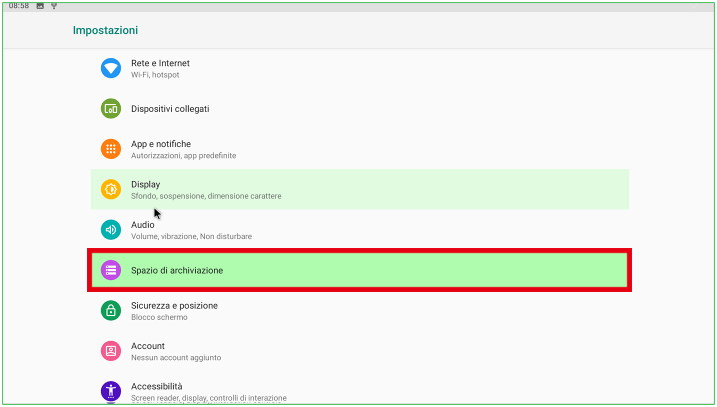 08:58
Impostazioni
Rete e Internet
Wi-Fi, hotspot
Dispositivi collegati
App e notifiche
Autorizzazioni, app predefinite
Display
Sfondo, sospensione, dimensione carattere
Audio
Volume, vibrazione, Non disturbare
Spazio di archiviazione
Sicurezza e posizione
Blocco schermo
Account
Nessun account aggiunto
Accessibilità
Screen reader, display, controlli di interazione